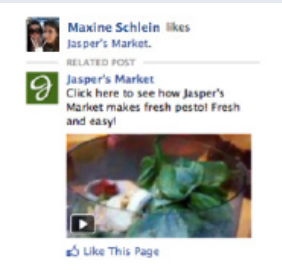 Maxine Schlein likes
Jasper's Market.
RELATED POST
Jasper's Market
Click here to see how Jasper's
Market makes fresh pesto! Fresh
and easy!
Like This Page